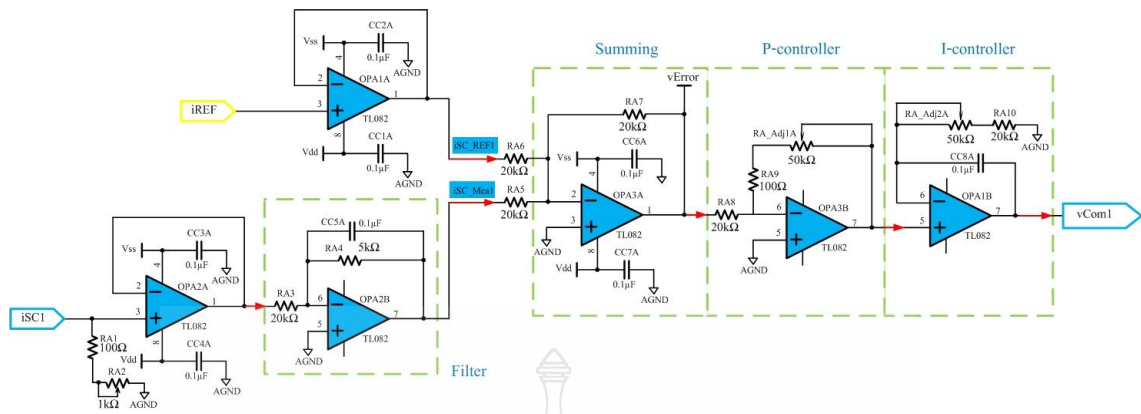 Summing
P-controller
I-controller
CC2A
Vss
0.1µF
AGND
4
2
OPA1A
1
iREF
3
TL082
8
CC1A
Vdd
0.1µF
AGND
vError
RA7
20kΩ
iSC_REF1
RA6
20kΩ
Vss
CC6A
0.1µF
4
iSC_Mea1
RA5
20kΩ
2
OPA3A
1
3
AGND
TL082
8
Vdd
CC7A
0.1µF
AGND
RA_Adj1A
50kΩ
RA9
100Ω
RA8
20kΩ
6
OPA3B
7
5
TL082
AGND
RA_Adj2A
RA10
50kΩ
20kΩ
AGND
CC8A
0.1µF
OPA1B
6
7
5
TL082
vCom1
CC3A
Vss
0.1µF
AGND
4
2
OPA2A
1
iSC1
3
TL082
RA1
100Ω
8
Vdd
CC4A
0.1µF
AGND
RA2
1kΩ
AGND
CC5A
0.1µF
RA4
5kΩ
RA3
20kΩ
6
OPA2B
7
5
TL082
AGND
Filter